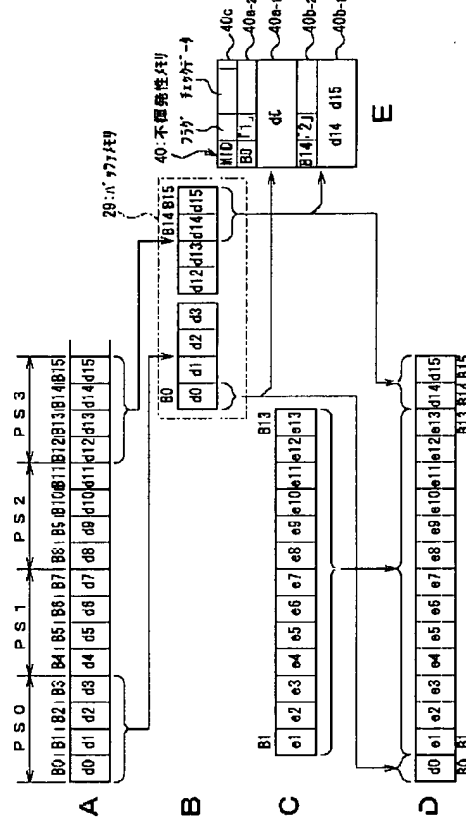 PS0 PS1 PS2 PS3
B0 B1 B2 B3 B4 B5 B6 B7 B8 B9 B10 B11 B12 B13 B14 B15
A d0 d1 d2 d3 d4 d5 d6 d7 d8 d9 d10 d11 d12 d13 d14 d15
29:バッファメモリ
B0 B14 B15
B d0 d1 d2 d3 d12 d13 d14 d15
B1 B13
C e1 e2 e3 e4 e5 e6 e7 e8 e9 e10 e11 e12 e13
D d0 e1 e2 e3 e4 e5 e6 e7 e8 e9 e10 e11 e12 e13 d14 d15
B0 B1 B13 B14 B15
40:不揮発性メモリ
フラグ チェックデータ
MID 40c
B0 「1」 40a-2
d0 40a-1
B14 「2」 40b-2
d14 d15 40b-1
E